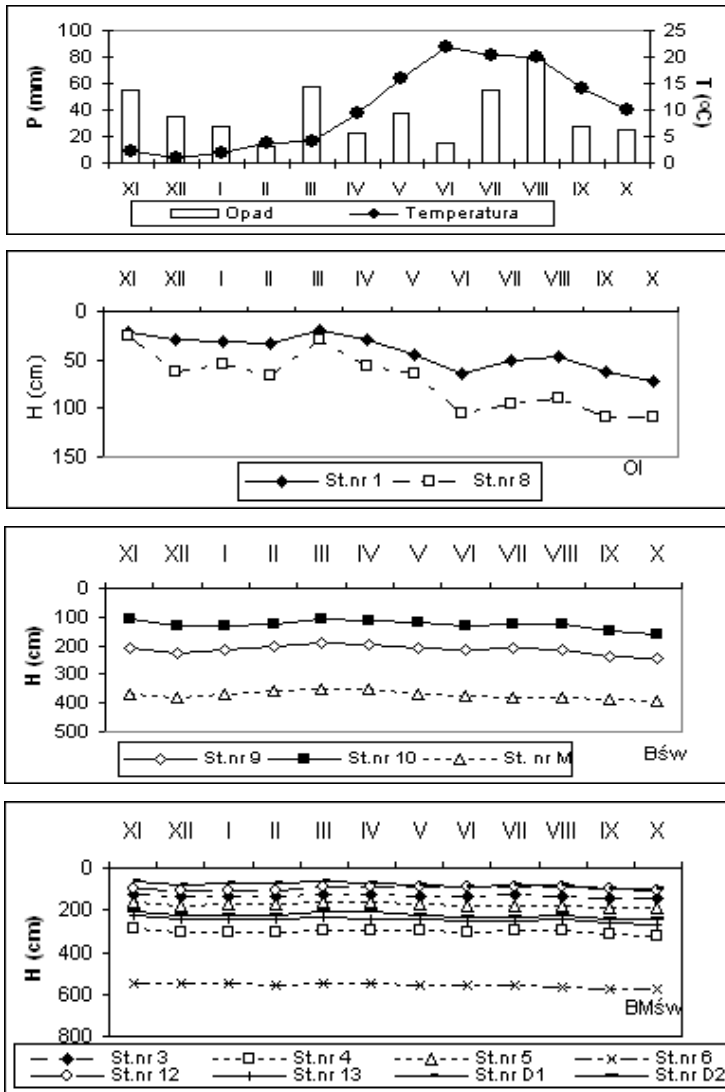 100 25
80 20
60 15
40 10
20 5
0 0
P (mm)
T (°C)
XI XII I II III IV V VI VII VIII IX X
Opad Temperatura
XI XII I II III IV V VI VII VIII IX X
0
50
100
150
H (cm)
Ol
St.nr 1 St.nr 8
XI XII I II III IV V VI VII VIII IX X
0
100
200
300
400
500
H (cm)
Bśw
St.nr 9 St.nr 10 St. nr M
XI XII I II III IV V VI VII VIII IX X
0
200
400
600
800
H (cm)
BMśw
St.nr 3 St.nr 4 St.nr 5 St.nr 6
St.nr 12 St.nr 13 St.nr D1 St.nr D2